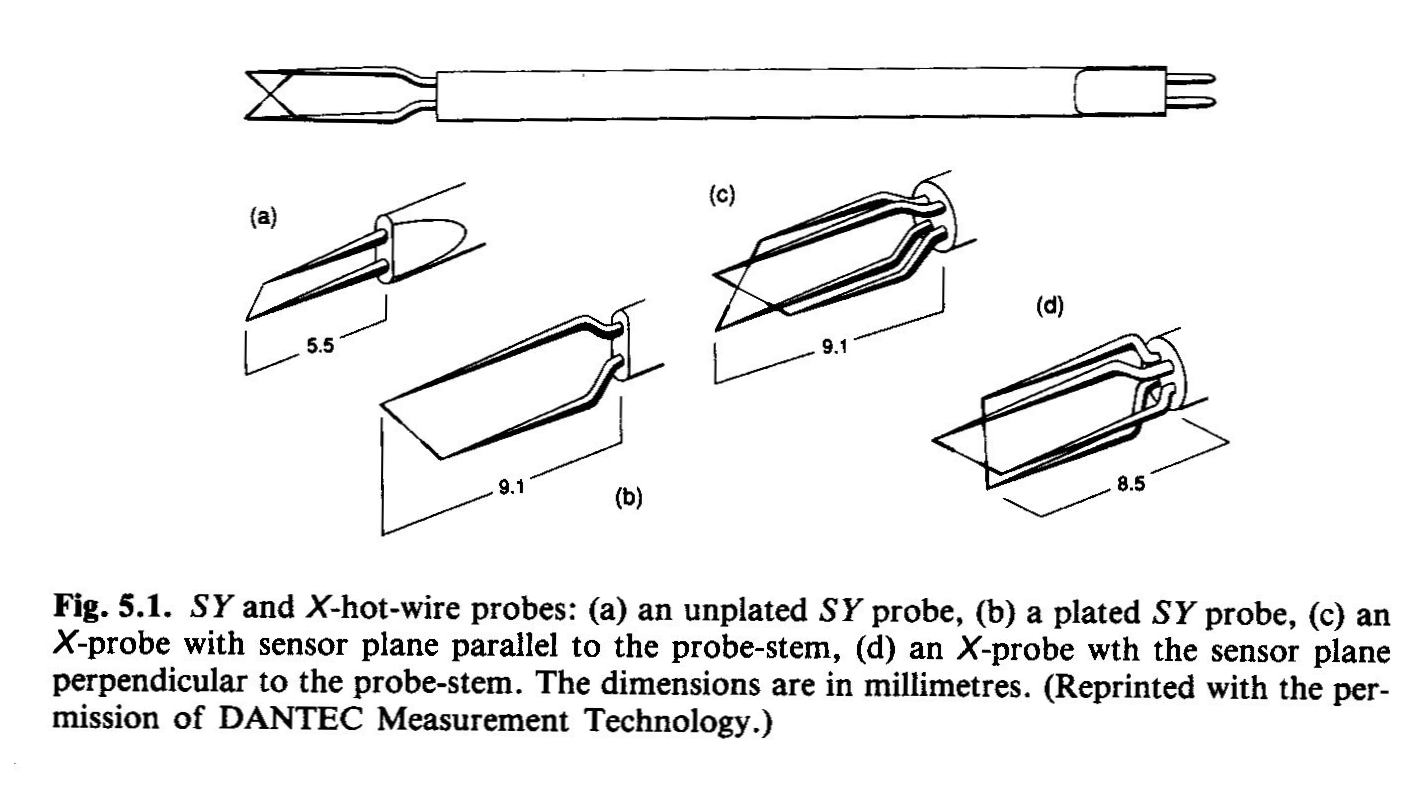 (a)
5.5
(b)
9.1
(c)
9.1
(d)
8.5
Fig. 5.1. SY and X-hot-wire probes: (a) an unplated SY probe, (b) a plated SY probe, (c) an
X-probe with sensor plane parallel to the probe-stem, (d) an X-probe wth the sensor plane
perpendicular to the probe-stem. The dimensions are in millimetres. (Reprinted with the per-
mission of DANTEC Measurement Technology.)